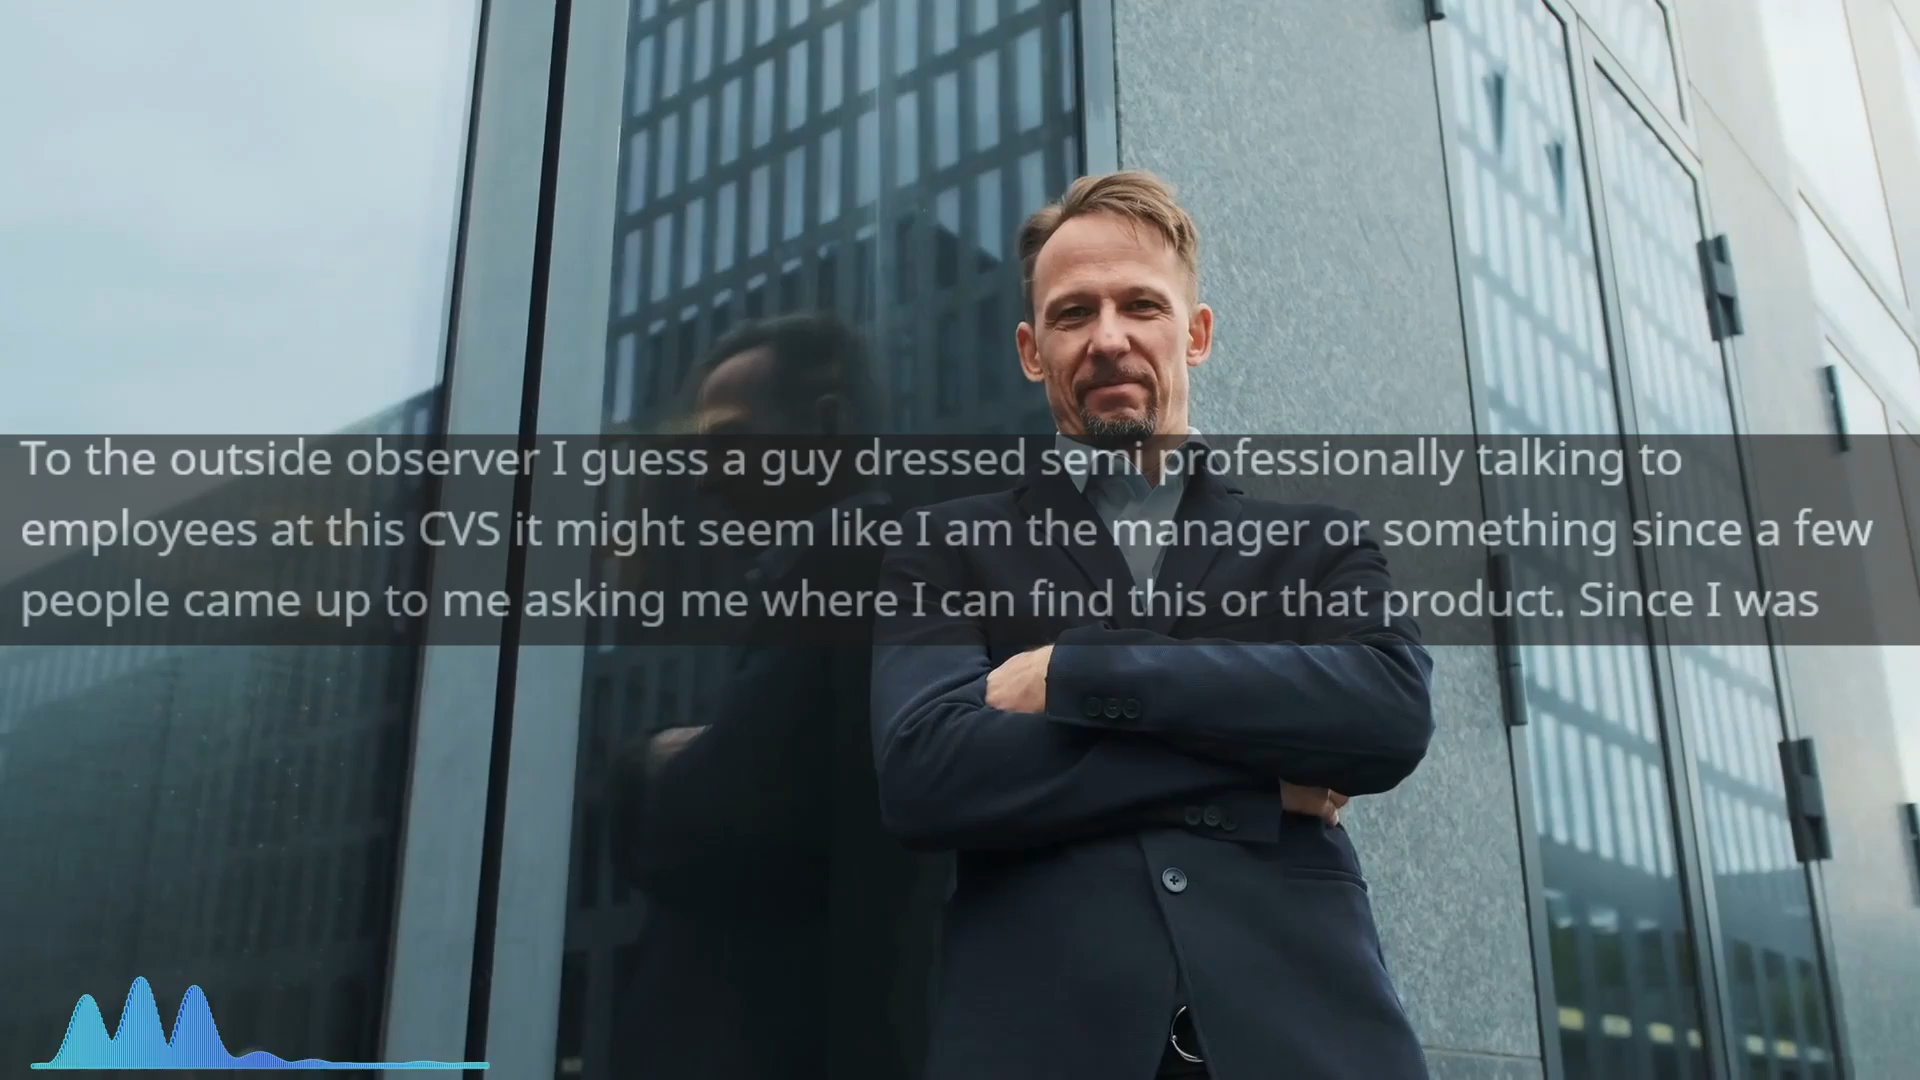 To the outside observer I guess a guy dressed semi professionally talking to
employees at this CVS it might seem like I am the manager or something since a few
people came up to me asking me where I can find this or that product. Since I was